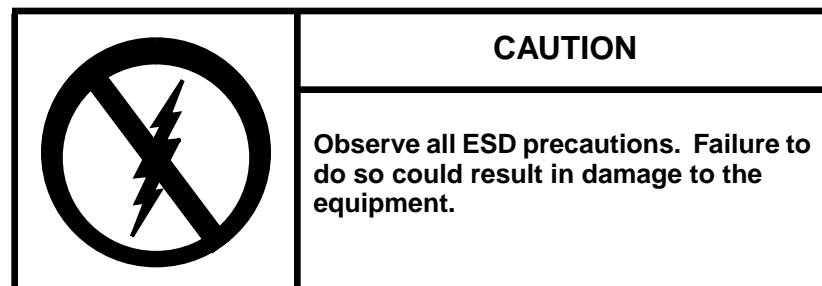 CAUTION
Observe all ESD precautions.  Failure to
do so could result in damage to the
equipment.